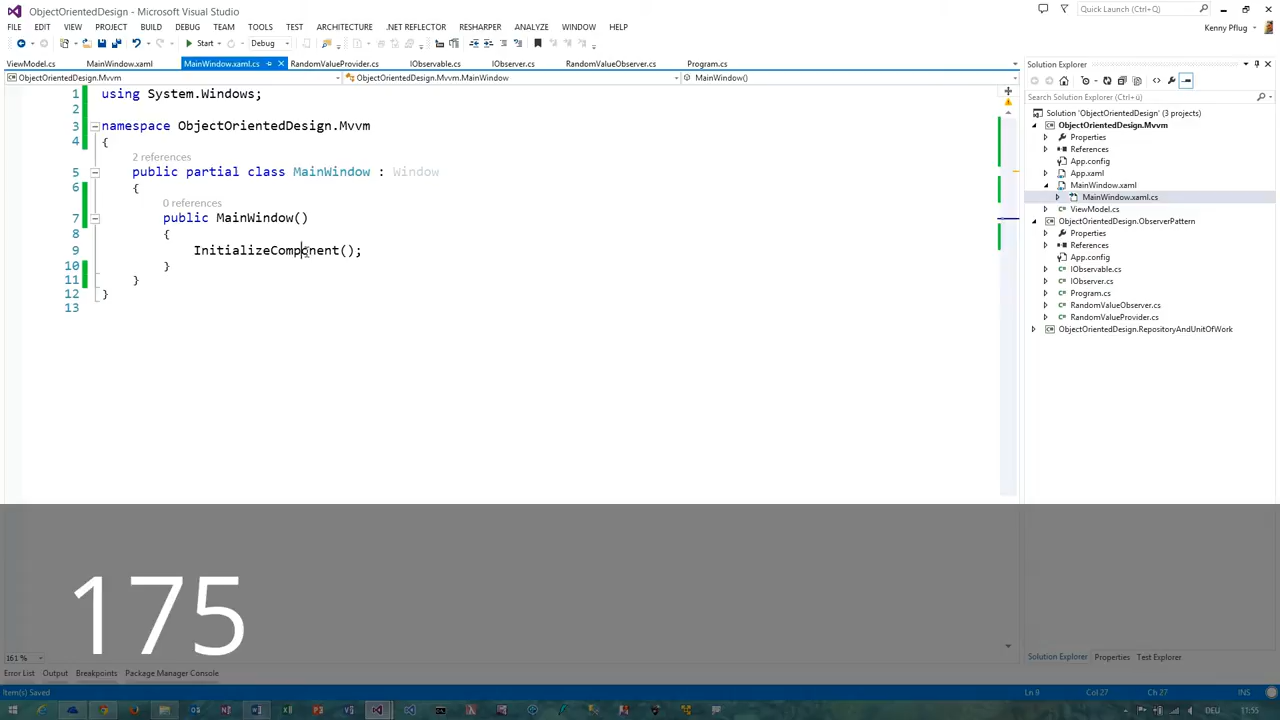 ObjectOrientedDesign - Microsoft Visual Studio
Quick Launch (Ctrl+Q)
FILE EDIT VIEW PROJECT BUILD DEBUG TEAM TOOLS TEST ARCHITECTURE .NET REFLECTOR RESHARPER ANALYZE WINDOW HELP
Kenny Pflug
Start Debug
ViewModel.cs MainWindow.xaml MainWindow.xaml.cs RandomValueProvider.cs IObservable.cs IObserver.cs RandomValueObserver.cs Program.cs
ObjectOrientedDesign.Mvvm ObjectOrientedDesign.Mvvm.MainWindow MainWindow()
1 using System.Windows;
2
3 namespace ObjectOrientedDesign.Mvvm
4 {
2 references
5 public partial class MainWindow : Window
6 {
0 references
7 public MainWindow()
8 {
9 InitializeComponent();
10 }
11 }
12 }
13
Solution Explorer
Search Solution Explorer (Ctrl+ü)
Solution 'ObjectOrientedDesign' (3 projects)
ObjectOrientedDesign.Mvvm
Properties
References
App.config
App.xaml
MainWindow.xaml
MainWindow.xaml.cs
ViewModel.cs
ObjectOrientedDesign.ObserverPattern
Properties
References
App.config
IObservable.cs
IObserver.cs
Program.cs
RandomValueObserver.cs
RandomValueProvider.cs
ObjectOrientedDesign.RepositoryAndUnitOfWork
175
161 %
Solution Explorer Properties Test Explorer
Error List Output Breakpoints Package Manager Console
Item(s) Saved
Ln 9 Col 27 Ch 27 INS
DEU 11:55